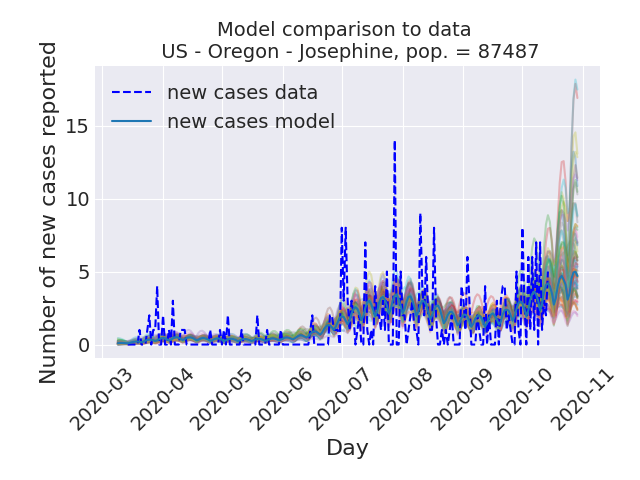 Model comparison to data
US - Oregon - Josephine, pop. = 87487
new cases data
new cases model
Number of new cases reported
15
10
5
0
2020-03
2020-04
2020-05
2020-06
2020-07
2020-08
2020-09
2020-10
2020-11
Day